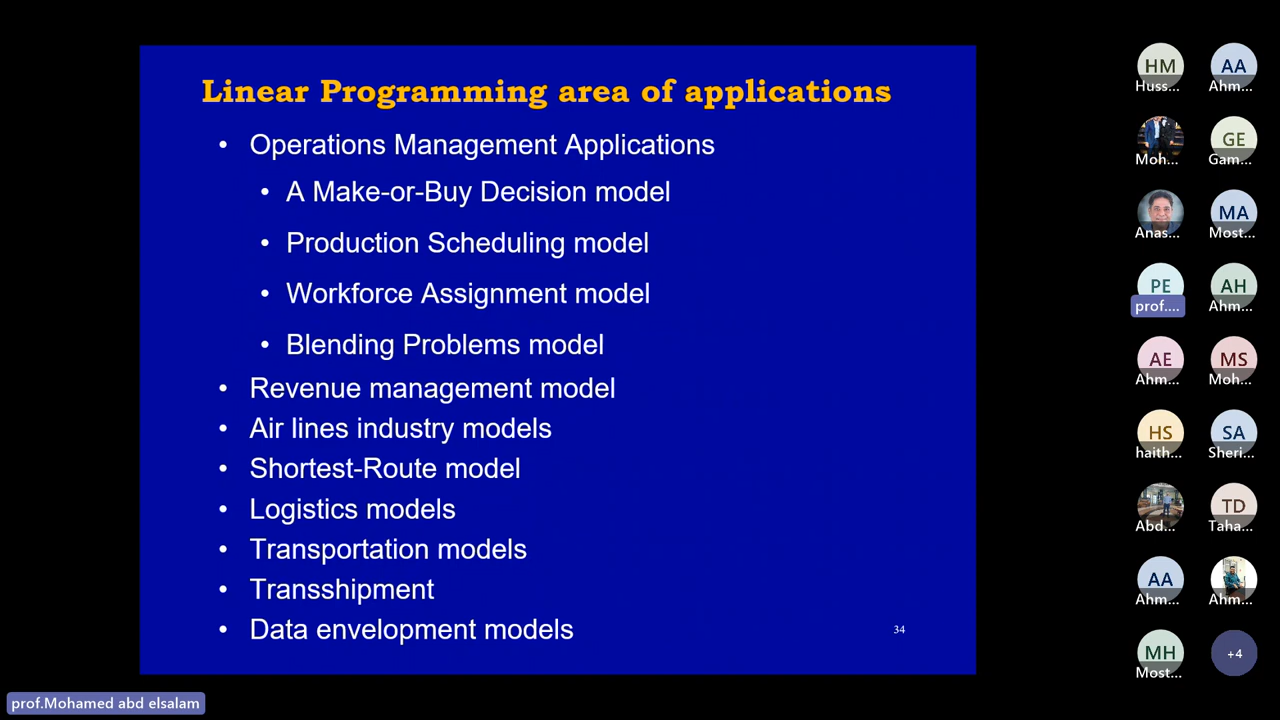 Linear Programming area of applications
• Operations Management Applications
• A Make-or-Buy Decision model
• Production Scheduling model
• Workforce Assignment model
• Blending Problems model
• Revenue management model
• Air lines industry models
• Shortest-Route model
• Logistics models
• Transportation models
• Transshipment
• Data envelopment models
34
HM
Huss...
AA
Ahm...
Moh...
GE
Gam...
Anas...
MA
Most...
PE
prof....
AH
Ahm...
AE
Ahm...
MS
Moh...
HS
haith...
SA
Sheri...
Abd...
TD
Taha...
AA
Ahm...
Ahm...
MH
Most...
+4
prof.Mohamed abd elsalam